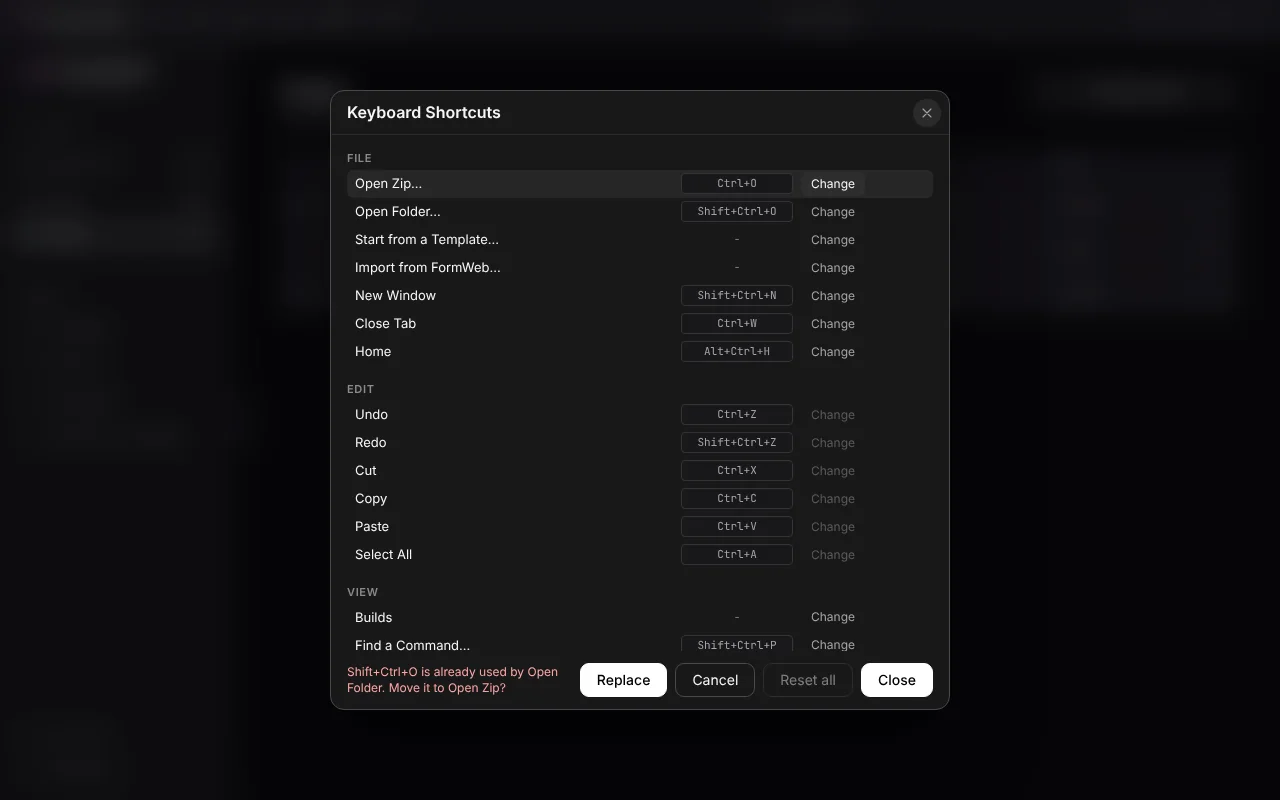 Keyboard Shortcuts
FILE
Open Zip... Ctrl+O Change
Open Folder... Shift+Ctrl+O Change
Start from a Template... - Change
Import from FormWeb... - Change
New Window Shift+Ctrl+N Change
Close Tab Ctrl+W Change
Home Alt+Ctrl+H Change
EDIT
Undo Ctrl+Z Change
Redo Shift+Ctrl+Z Change
Cut Ctrl+X Change
Copy Ctrl+C Change
Paste Ctrl+V Change
Select All Ctrl+A Change
VIEW
Builds - Change
Find a Command... Shift+Ctrl+P Change
Shift+Ctrl+O is already used by Open
Folder. Move it to Open Zip?
Replace Cancel Reset all Close